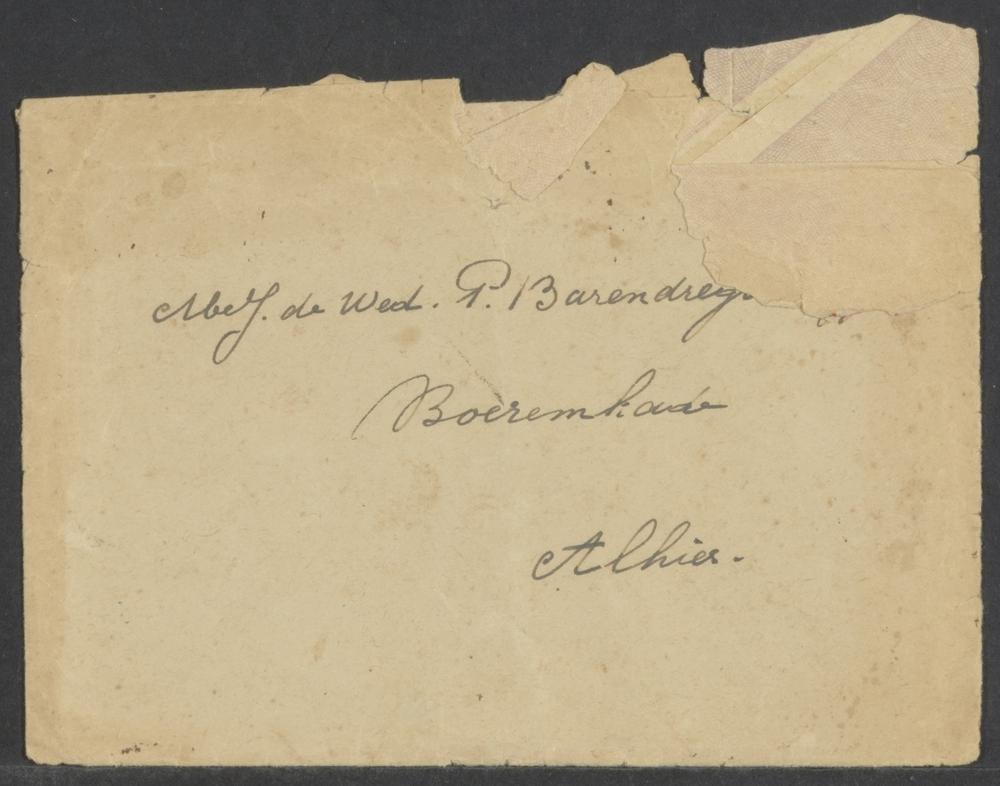 Mej. de Wed. P. Barendreg
Boeremkade
Alhier.